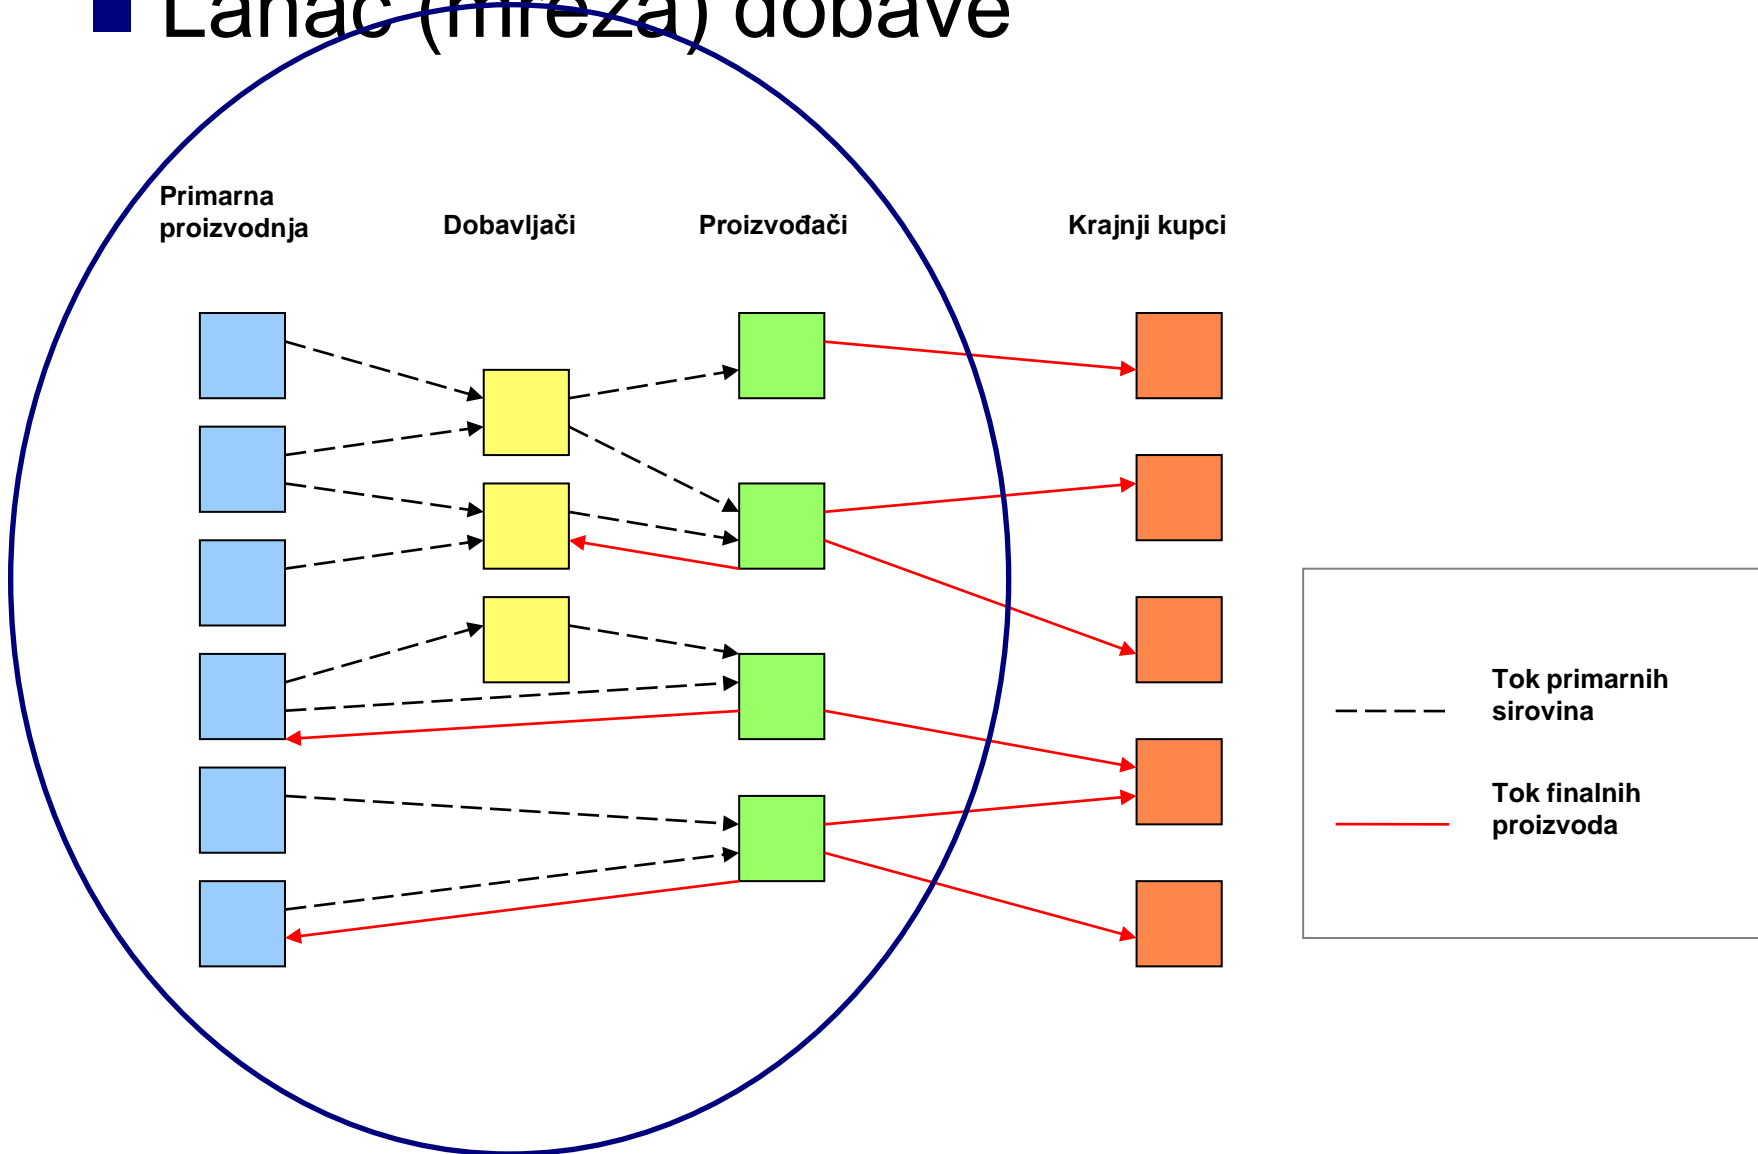 Lanac (mreža) dobave
Primarna
proizvodnja
Dobavljači
Proizvođači
Krajnji kupci
Tok primarnih
sirovina
Tok finalnih
proizvoda